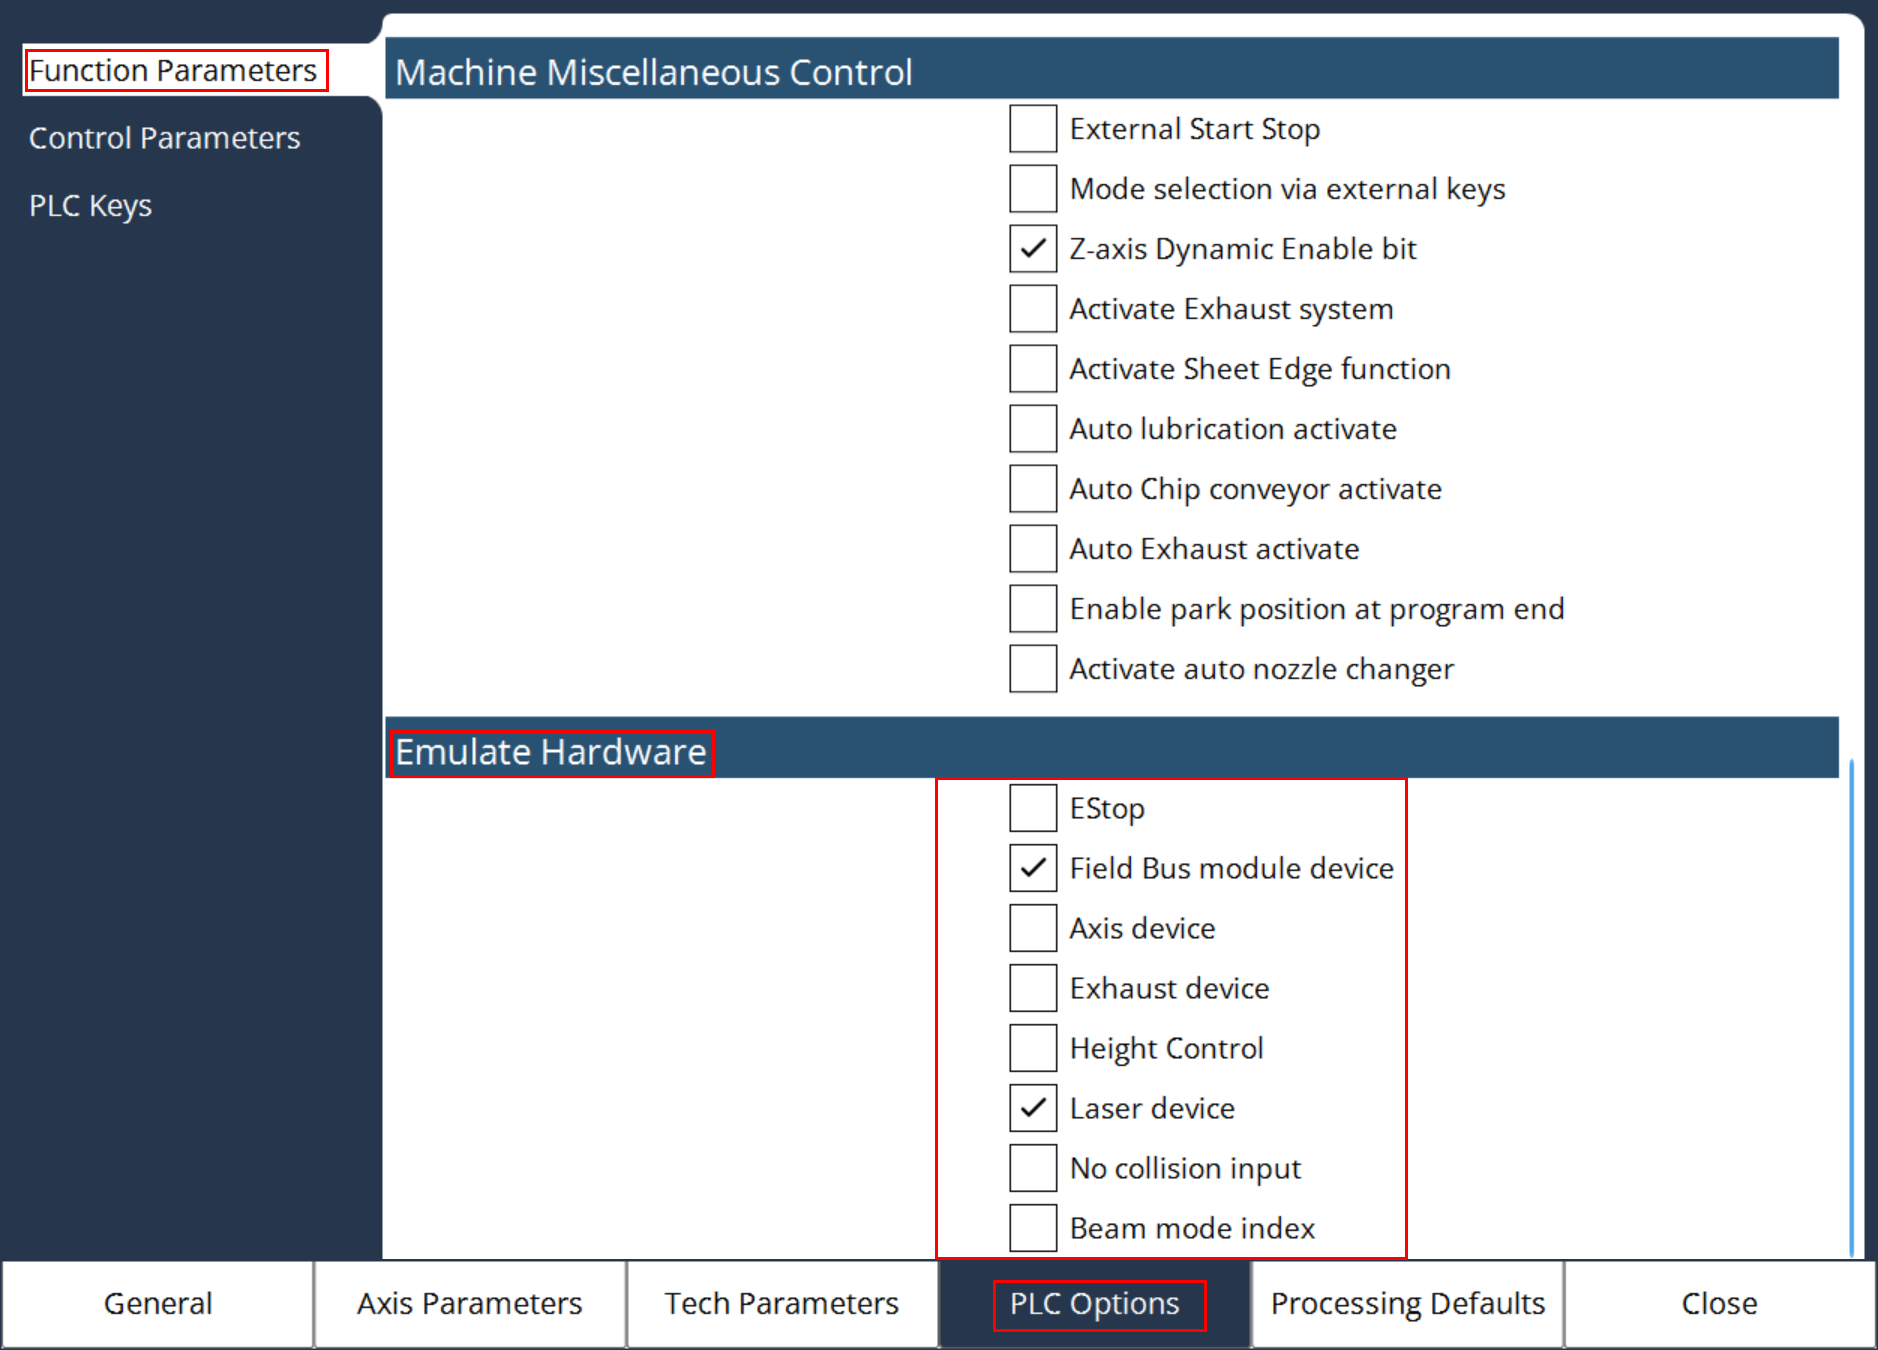 Function Parameters
Control Parameters
PLC Keys
Machine Miscellaneous Control
External Start Stop
Mode selection via external keys
Z-axis Dynamic Enable bit
Activate Exhaust system
Activate Sheet Edge function
Auto lubrication activate
Auto Chip conveyor activate
Auto Exhaust activate
Enable park position at program end
Activate auto nozzle changer
Emulate Hardware
EStop
Field Bus module device
Axis device
Exhaust device
Height Control
Laser device
No collision input
Beam mode index
General
Axis Parameters
Tech Parameters
PLC Options
Processing Defaults
Close